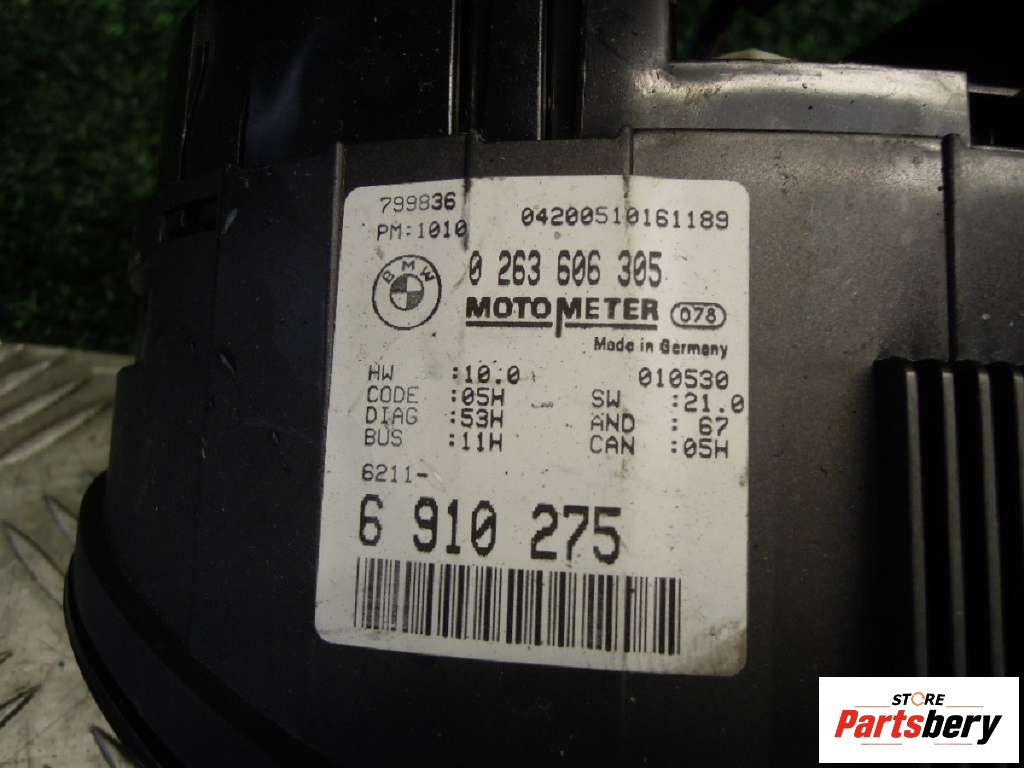 799836
PM:1010
04200510161189
BMW
0 263 606 305
MOTOMETER 078
Made in Germany
HW :10.0 010530
CODE :05H SW :21.0
DIAG :53H AND : 67
BUS :11H CAN :05H
6211-
6 910 275
STORE
Partsbery